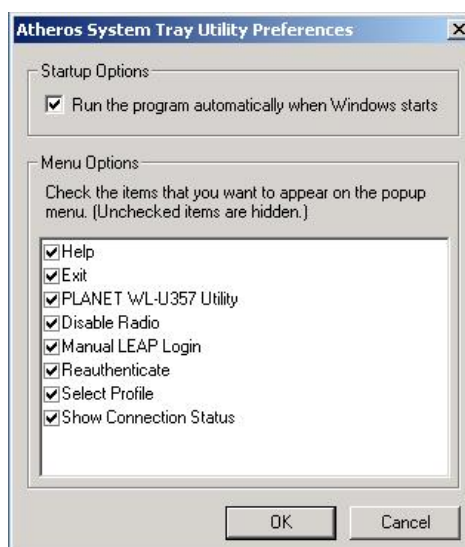 Atheros System Tray Utility Preferences
Startup Options
Run the program automatically when Windows starts
Menu Options
Check the items that you want to appear on the popup
menu. (Unchecked items are hidden.)
Help
Exit
PLANET WL-U357 Utility
Disable Radio
Manual LEAP Login
Reauthenticate
Select Profile
Show Connection Status
OK
Cancel